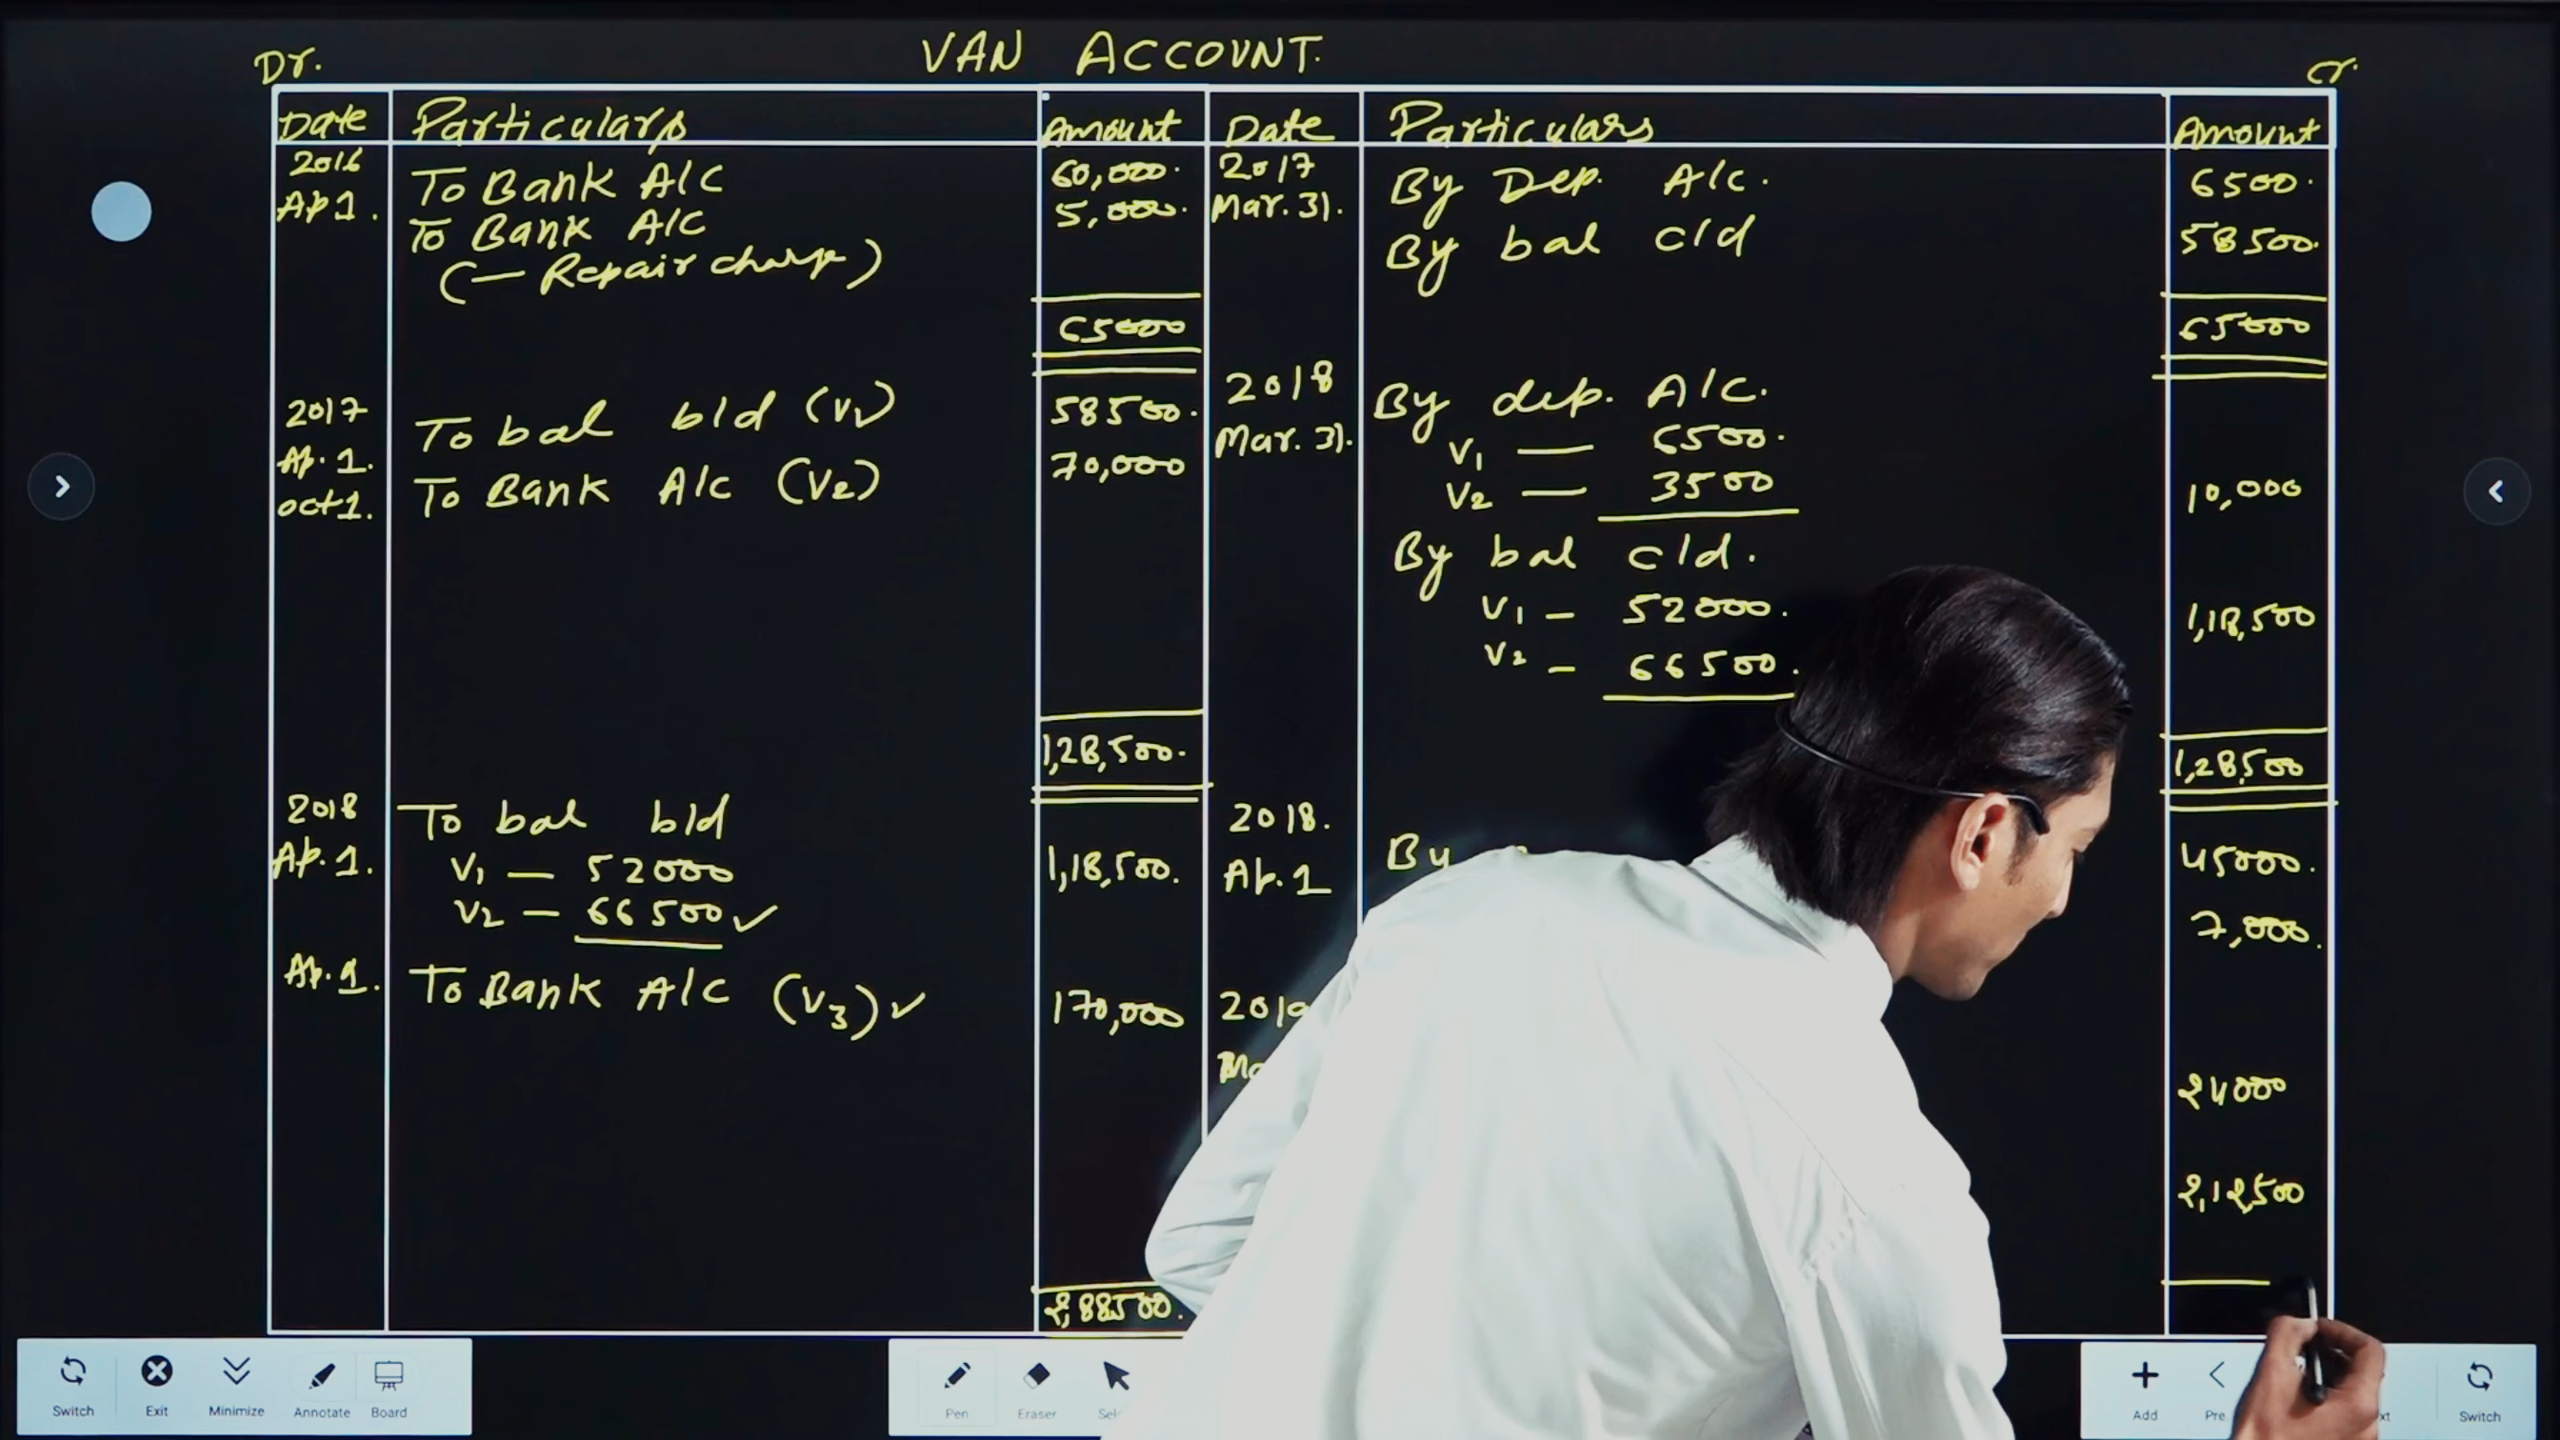 VAN ACCOUNT.
Dr.
Cr.
Date Particulars Amount Date Particulars Amount
2016 To Bank A/c 60,000. 2017 By Dep. A/c. 6500.
Ap 1. To Bank A/c 5,000. Mar. 31. By bal c/d 58500.
(— Repair charge)
65000 65000
2017 To bal b/d (V1) 58500. 2018 By dep. A/c.
Ap. 1. Mar. 31. V1 — 6500.
oct 1. To Bank A/c (V2) 70,000 V2 — 3500 10,000
By bal c/d.
V1 — 52000. 1,18,500
V2 — 66500.
1,28,500. 1,28,500
2018 To bal b/d 2018. By 45000.
Ap. 1. V1 — 52000 1,18,500. Ap. 1
V2 — 66500 ✓ 7,000.
Ap. 1. To Bank A/c (V3) ✓ 170,000
24000
2,12,500
2,88500.
Switch Exit Minimize Annotate Board
Pen Eraser
Add Pre. Switch